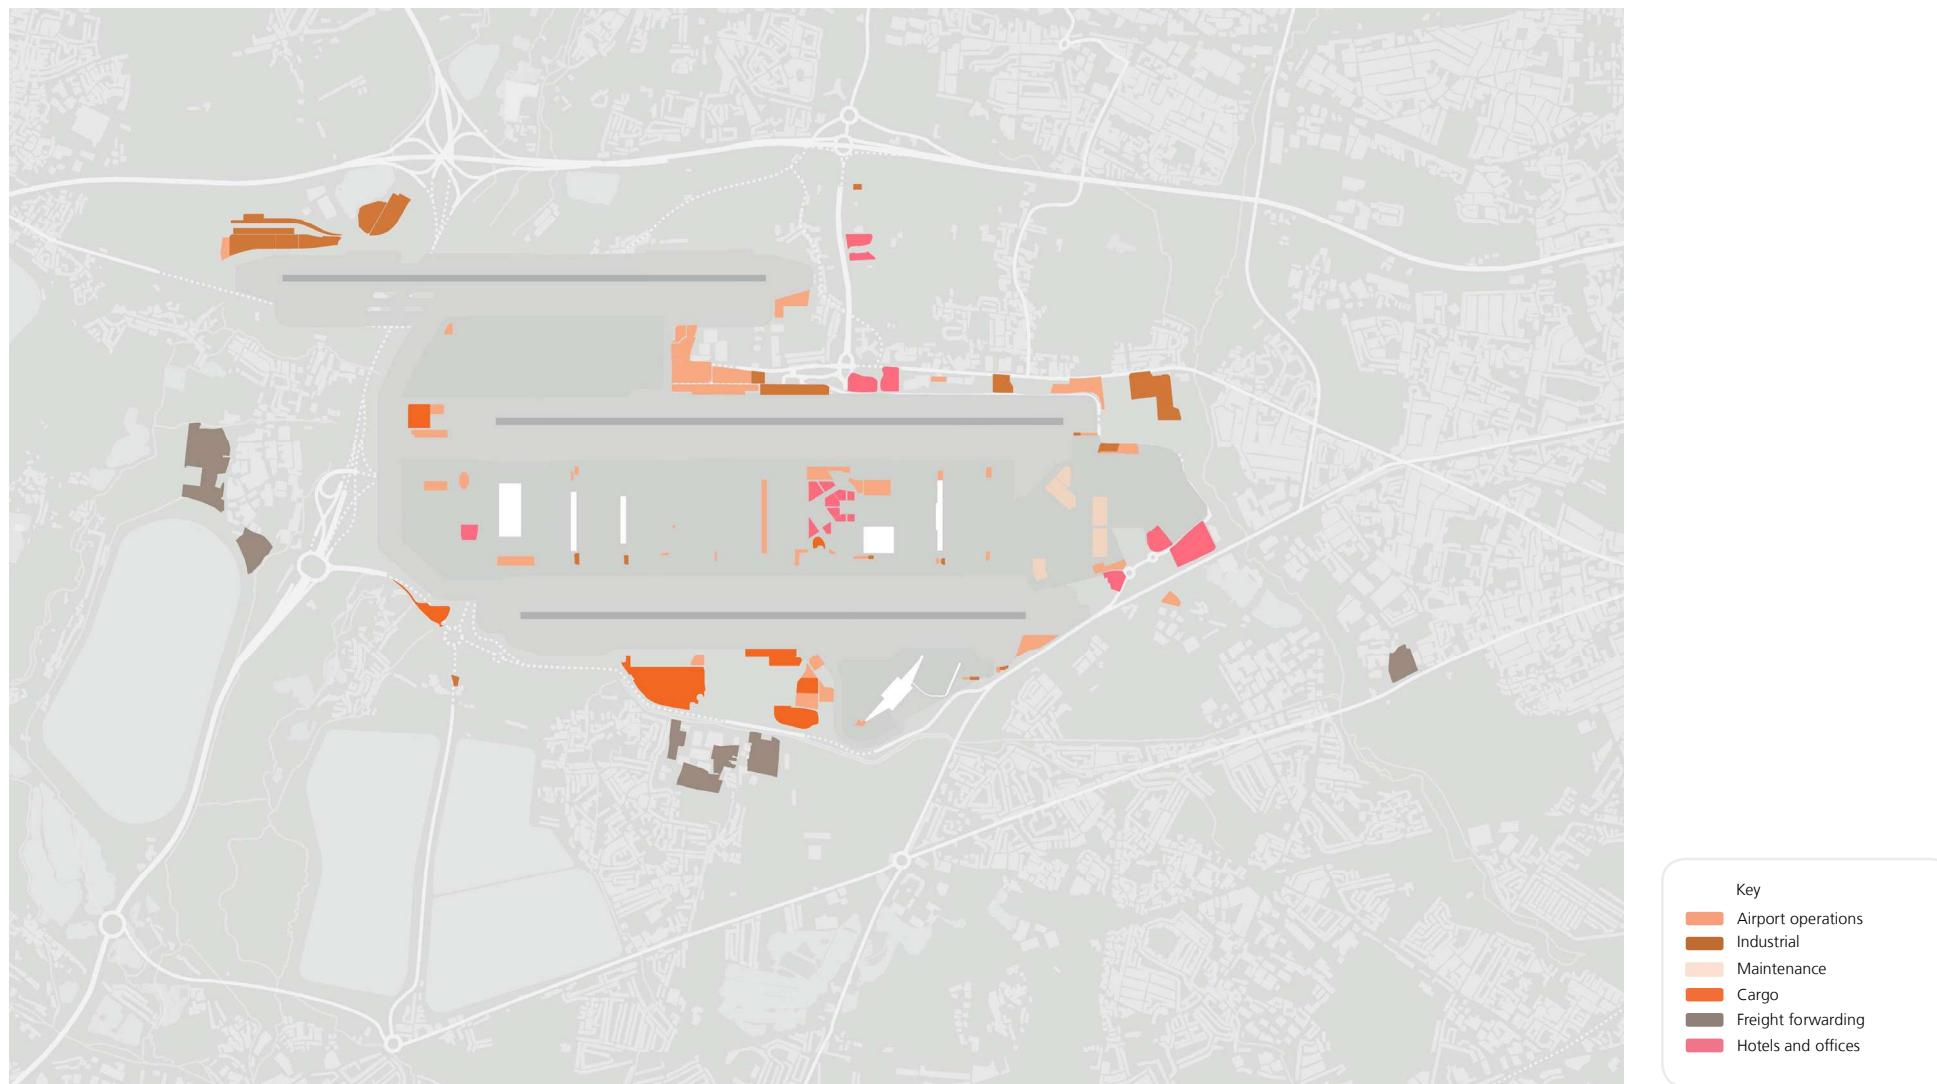 Key
Airport operations
Industrial
Maintenance
Cargo
Freight forwarding
Hotels and offices